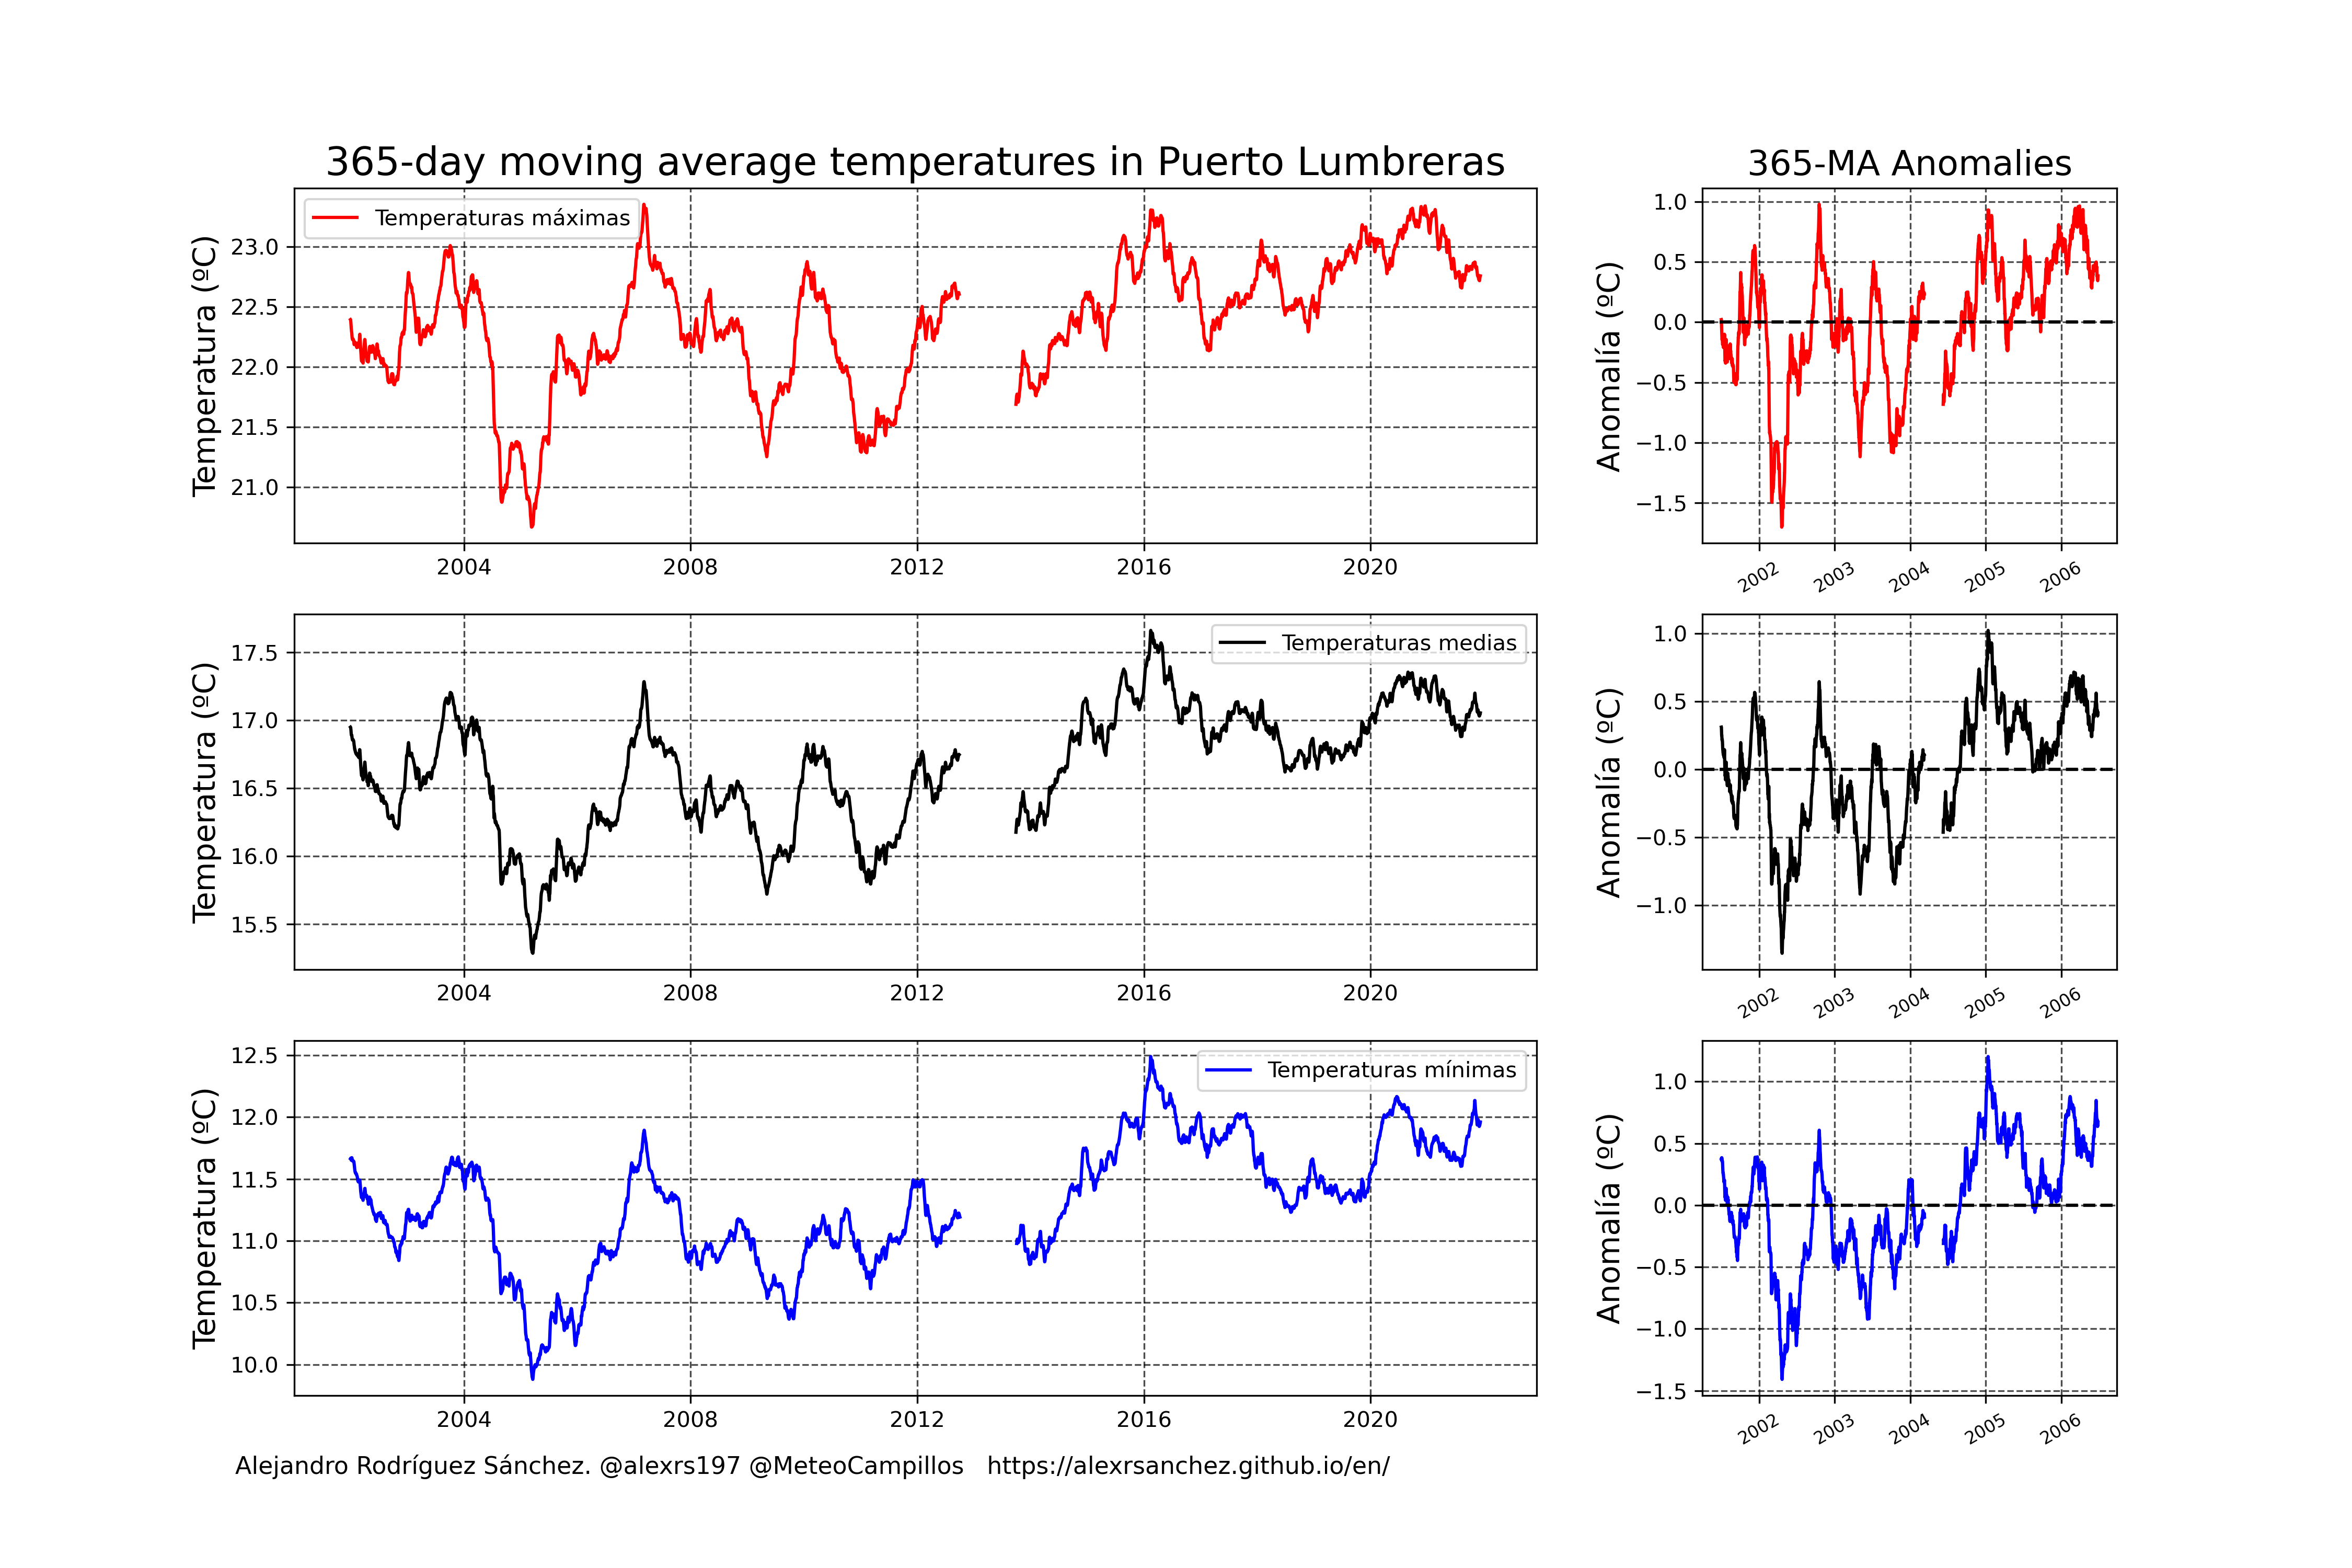 365-day moving average temperatures in Puerto Lumbreras
365-MA Anomalies
Temperatura (ºC)
23.0
22.5
22.0
21.5
21.0
Temperaturas máximas
2004 2008 2012 2016 2020
Anomalía (ºC)
1.0
0.5
0.0
−0.5
−1.0
−1.5
2002 2003 2004 2005 2006
Temperatura (ºC)
17.5
17.0
16.5
16.0
15.5
Temperaturas medias
2004 2008 2012 2016 2020
Anomalía (ºC)
1.0
0.5
0.0
−0.5
−1.0
2002 2003 2004 2005 2006
Temperatura (ºC)
12.5
12.0
11.5
11.0
10.5
10.0
Temperaturas mínimas
2004 2008 2012 2016 2020
Anomalía (ºC)
1.0
0.5
0.0
−0.5
−1.0
−1.5
2002 2003 2004 2005 2006
Alejandro Rodríguez Sánchez. @alexrs197 @MeteoCampillos https://alexrsanchez.github.io/en/